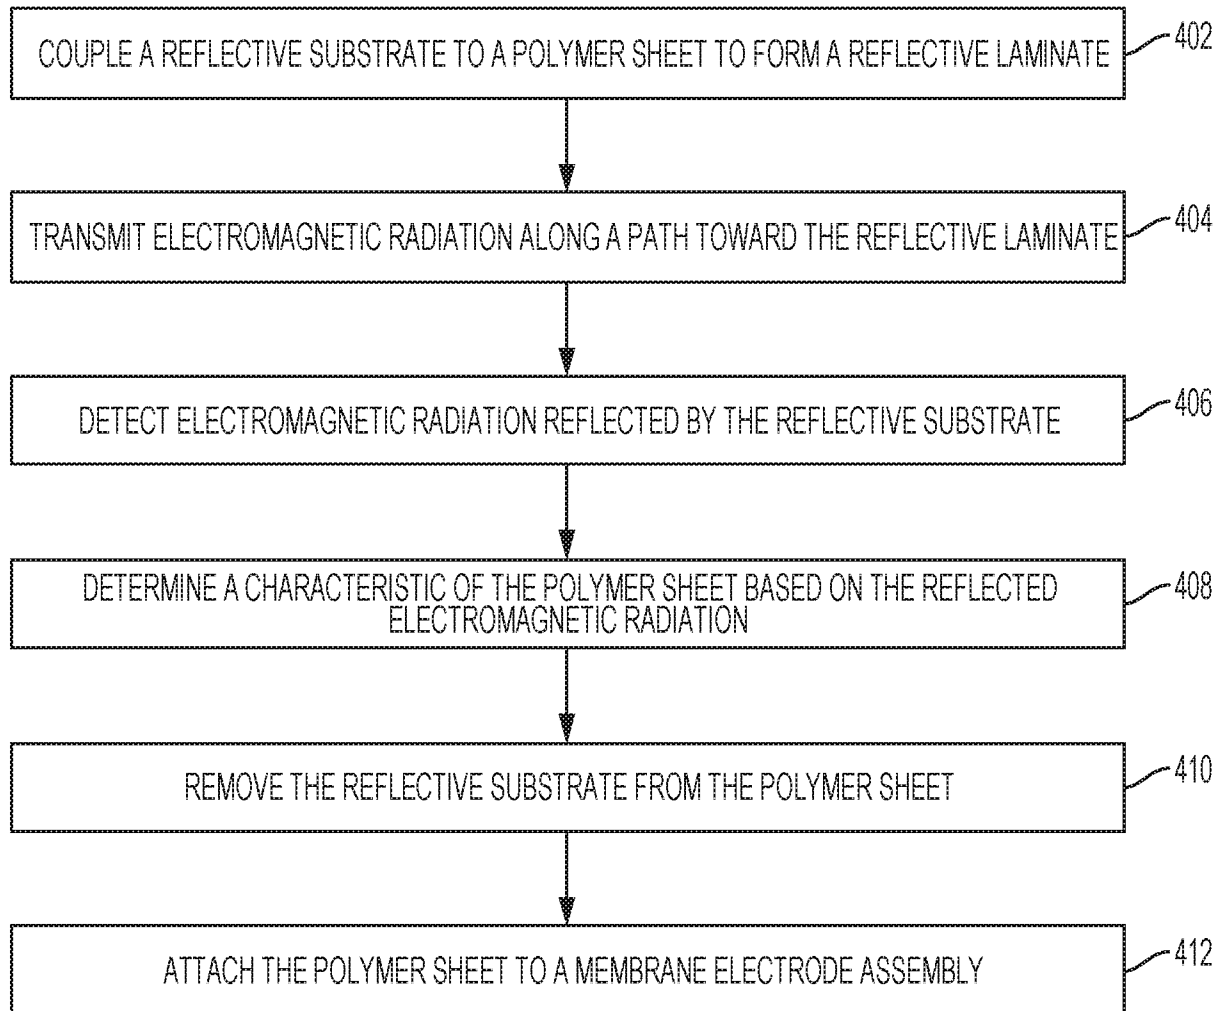 COUPLE A REFLECTIVE SUBSTRATE TO A POLYMER SHEET TO FORM A REFLECTIVE LAMINATE
402
TRANSMIT ELECTROMAGNETIC RADIATION ALONG A PATH TOWARD THE REFLECTIVE LAMINATE
404
DETECT ELECTROMAGNETIC RADIATION REFLECTED BY THE REFLECTIVE SUBSTRATE
406
DETERMINE A CHARACTERISTIC OF THE POLYMER SHEET BASED ON THE REFLECTED
ELECTROMAGNETIC RADIATION
408
REMOVE THE REFLECTIVE SUBSTRATE FROM THE POLYMER SHEET
410
ATTACH THE POLYMER SHEET TO A MEMBRANE ELECTRODE ASSEMBLY
412